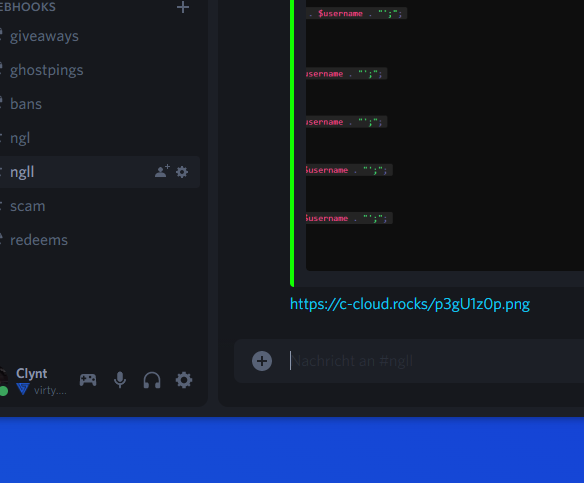 EBHOOKS
giveaways
ghostpings
bans
ngl
ngll
scam
redeems
Clynt
virty....
. $username . "';";
username . "';";
username . "';";
$username . "';";
$username . "';";
https://c-cloud.rocks/p3gU1z0p.png
Nachricht an #ngll